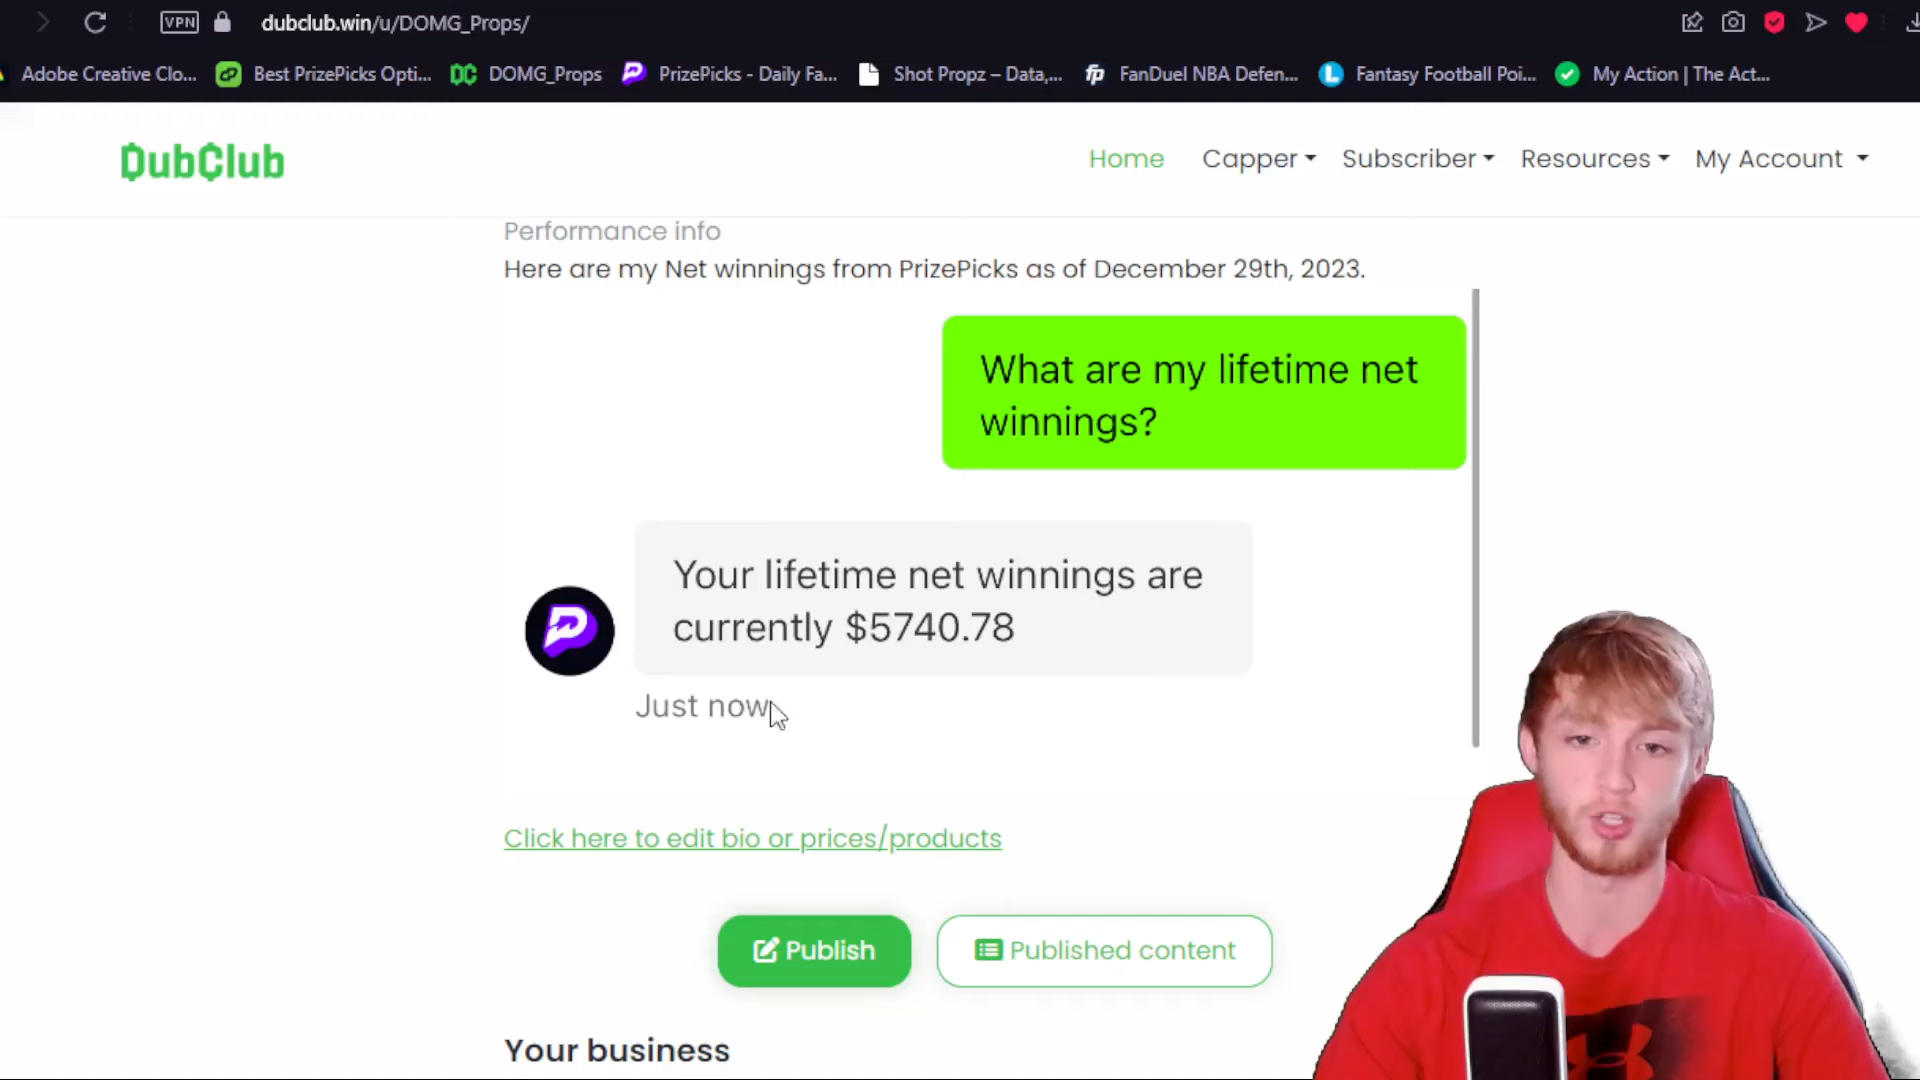 VPN
dubclub.win/u/DOMG_Props/
Adobe Creative Clo...
Best PrizePicks Opti...
DC
DOMG_Props
PrizePicks - Daily Fa...
Shot Propz – Data,...
fp
FanDuel NBA Defen...
L
Fantasy Football Poi...
My Action | The Act...
DubClub
Home
Capper
Subscriber
Resources
My Account
Performance info
Here are my Net winnings from PrizePicks as of December 29th, 2023.
What are my lifetime net
winnings?
Your lifetime net winnings are
currently $5740.78
Just now
Click here to edit bio or prices/products
Publish
Published content
Your business